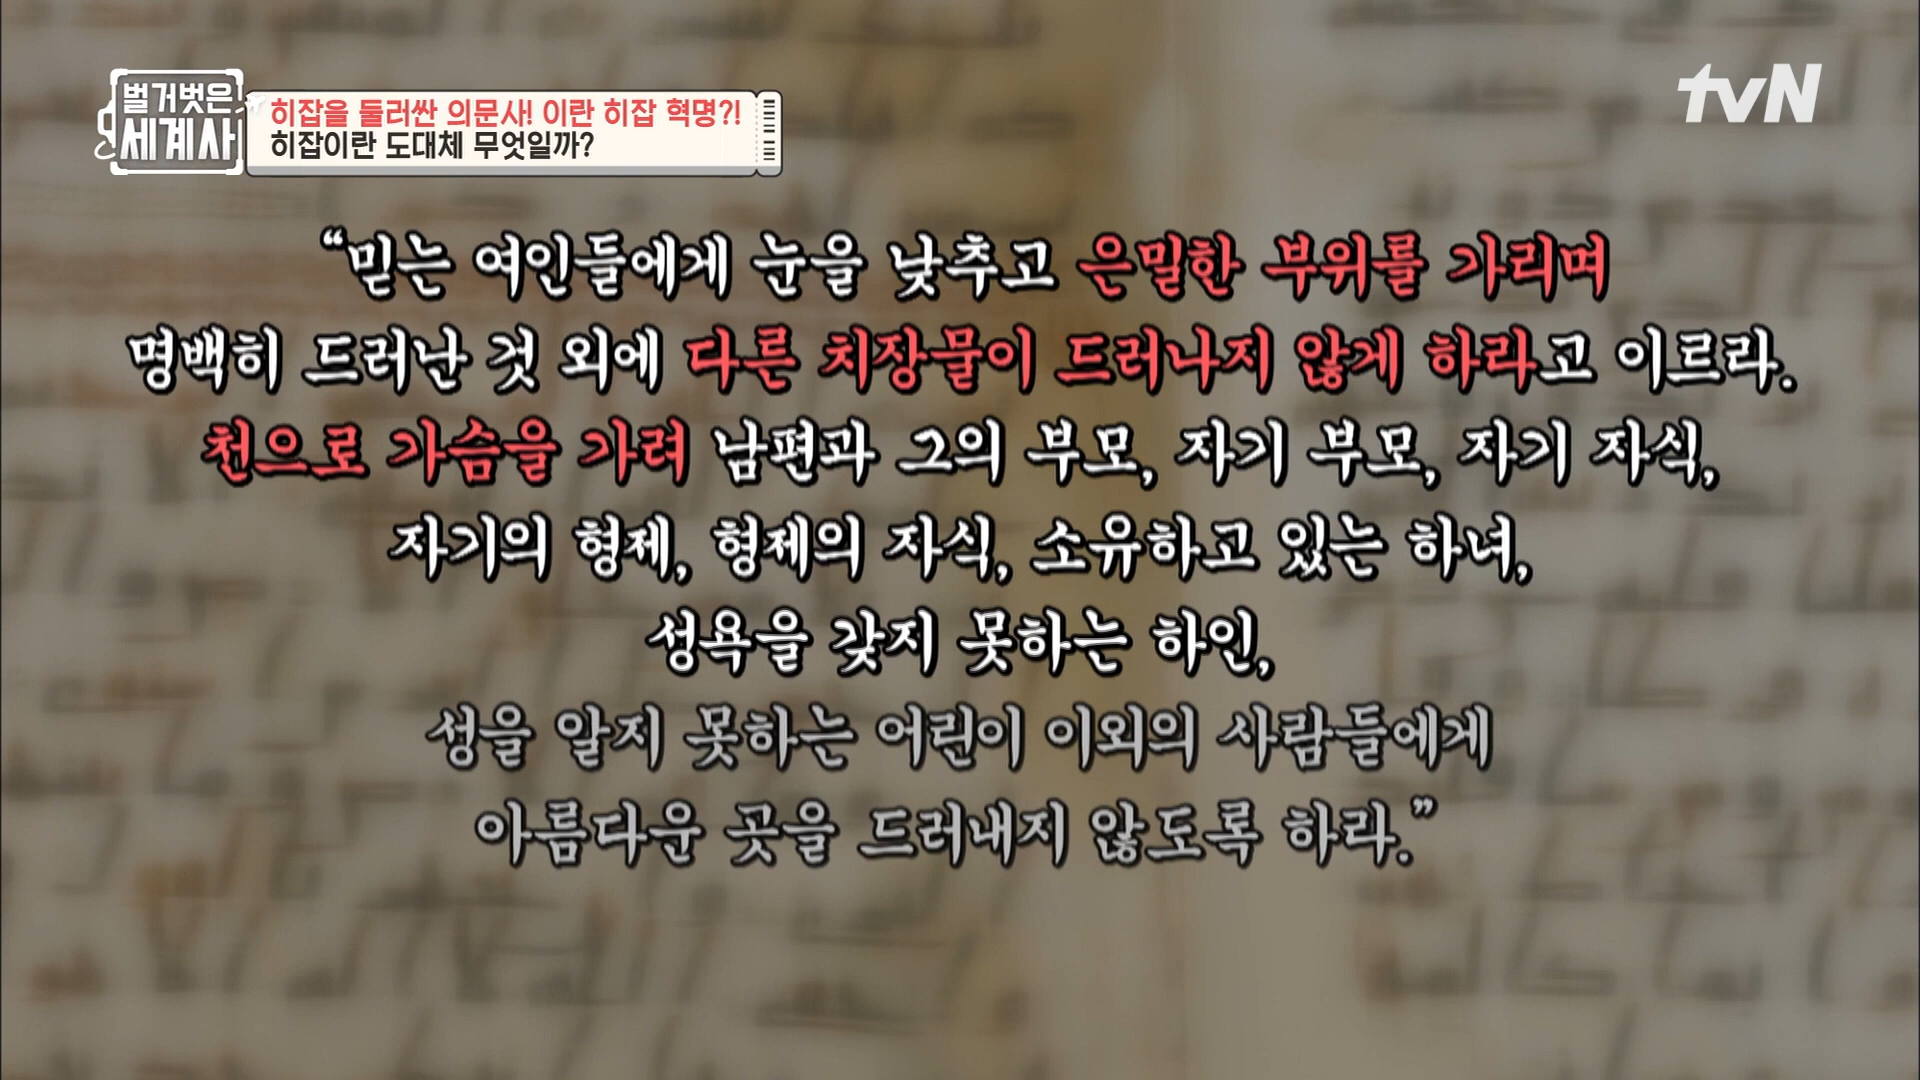 벌거벗은
세계사
히잡을 둘러싼 의문사! 이란 히잡 혁명?!
히잡이란 도대체 무엇일까?
tvN
“믿는 여인들에게 눈을 낮추고 은밀한 부위를 가리며
명백히 드러난 것 외에 다른 치장물이 드러나지 않게 하라고 이르라.
천으로 가슴을 가려 남편과 그의 부모, 자기 부모, 자기 자식,
자기의 형제, 형제의 자식, 소유하고 있는 하녀,
성욕을 갖지 못하는 하인,
성을 알지 못하는 어린이 이외의 사람들에게
아름다운 곳을 드러내지 않도록 하라.”